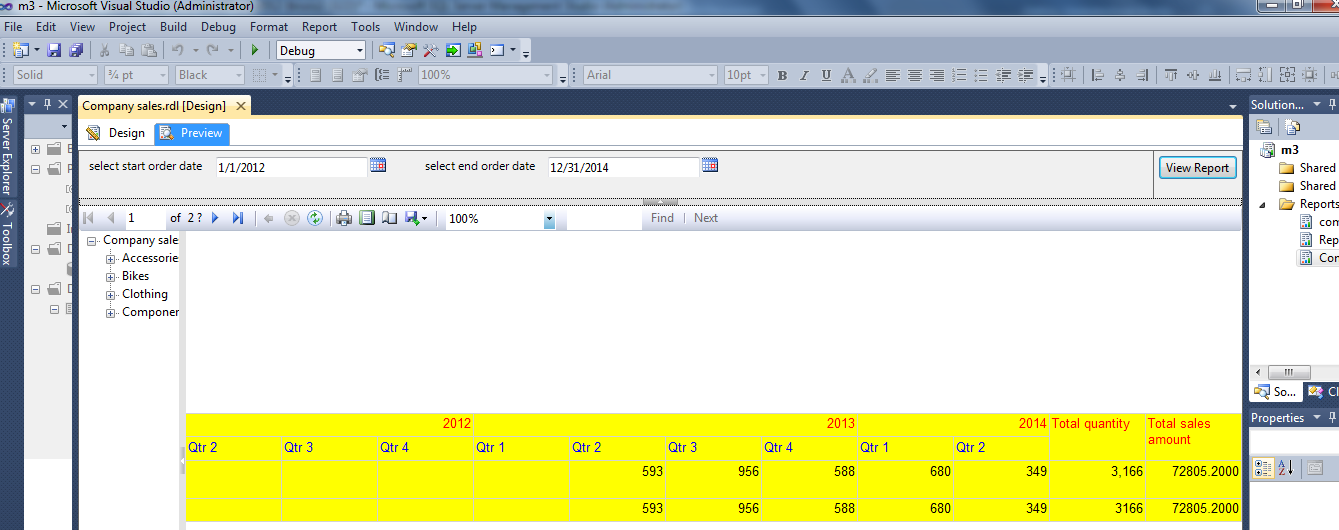 m3 - Microsoft Visual Studio (Administrator)
File Edit View Project Build Debug Format Report Tools Window Help
Debug
Solid ¾ pt Black 100% Arial 10pt B I U A
Company sales.rdl [Design] Solution...
Server Explorer
Toolbox
Design Preview
select start order date 1/1/2012 select end order date 12/31/2014 View Report
1 of 2 ? 100% Find | Next
Company sale
Accessorie
Bikes
Clothing
Componer
m3
Shared
Shared
Reports
com
Rep
Con
So... Cl
Properties
2012 2013 2014 Total quantity Total sales amount
Qtr 2 Qtr 3 Qtr 4 Qtr 1 Qtr 2 Qtr 3 Qtr 4 Qtr 1 Qtr 2
593 956 588 680 349 3,166 72805.2000
593 956 588 680 349 3166 72805.2000